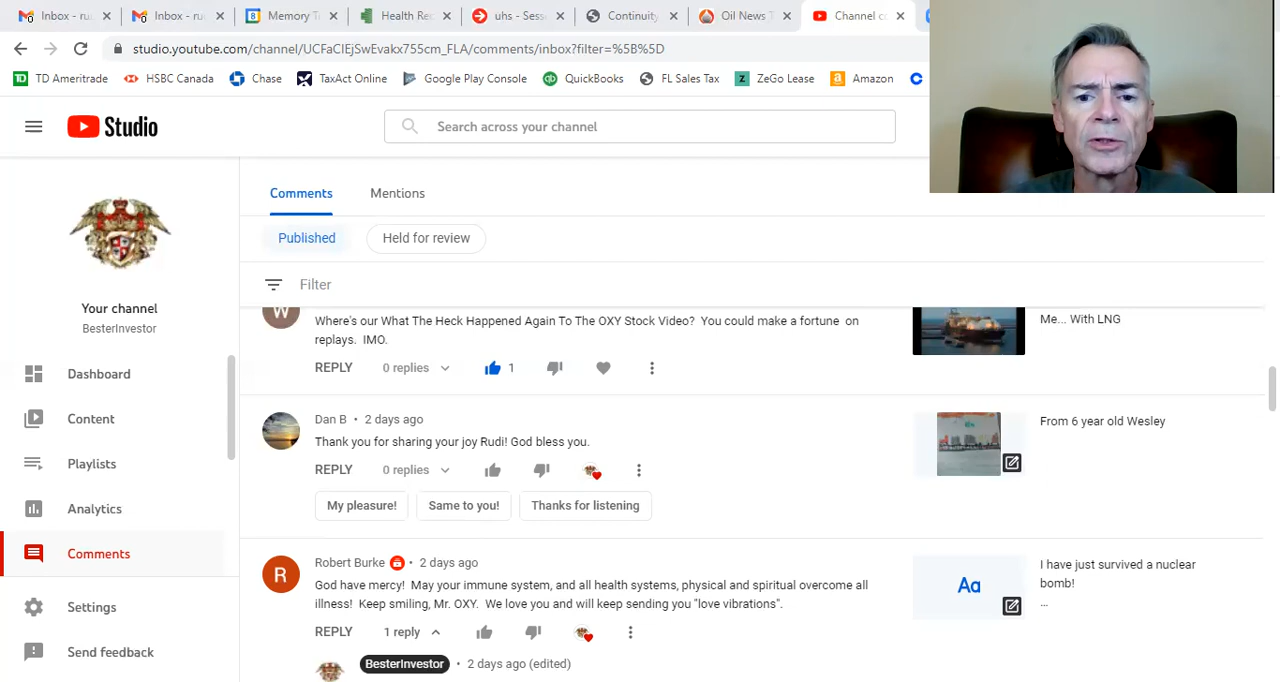 Inbox - ru
Inbox - ru
8
Memory T
Health Rec
uhs - Sess
Continuity
Oil News T
Channel c
studio.youtube.com/channel/UCFaCIEjSwEvakx755cm_FLA/comments/inbox?filter=%5B%5D
TD Ameritrade
HSBC Canada
Chase
TaxAct Online
Google Play Console
QuickBooks
FL Sales Tax
ZeGo Lease
Amazon
Studio
Search across your channel
Comments
Mentions
Published
Held for review
Filter
Your channel
BesterInvestor
Dashboard
Content
Playlists
Analytics
Comments
Settings
Send feedback
W
Where's our What The Heck Happened Again To The OXY Stock Video? You could make a fortune on
replays. IMO.
REPLY 0 replies 1
Me... With LNG
Dan B • 2 days ago
Thank you for sharing your joy Rudi! God bless you.
REPLY 0 replies
My pleasure! Same to you! Thanks for listening
From 6 year old Wesley
R
Robert Burke • 2 days ago
God have mercy! May your immune system, and all health systems, physical and spiritual overcome all
illness! Keep smiling, Mr. OXY. We love you and will keep sending you "love vibrations".
REPLY 1 reply
Aa
I have just survived a nuclear
bomb!
...
BesterInvestor • 2 days ago (edited)